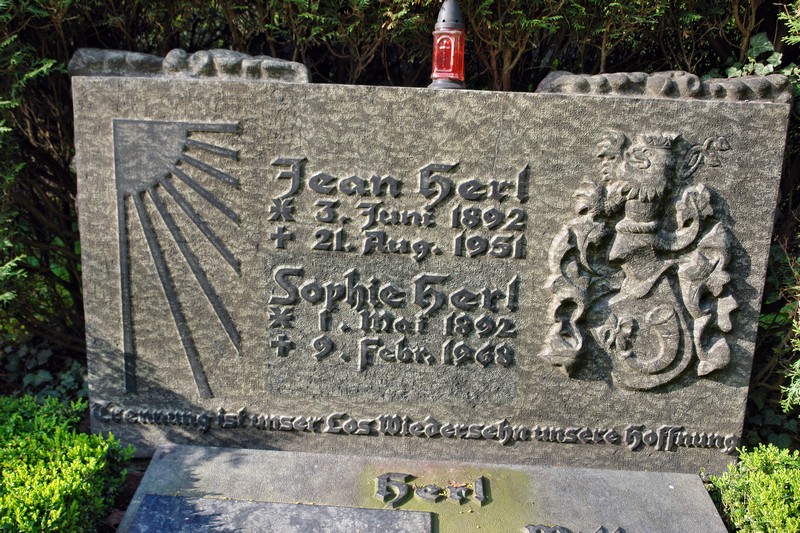 Jean Herl
* 3. Juni 1892
+ 21. Aug. 1951
Sophie Herl
* 1. Mai 1892
+ 9. Febr. 1968
Trennung ist unser Los Wiedersehn unsere Hoffnung
Herl